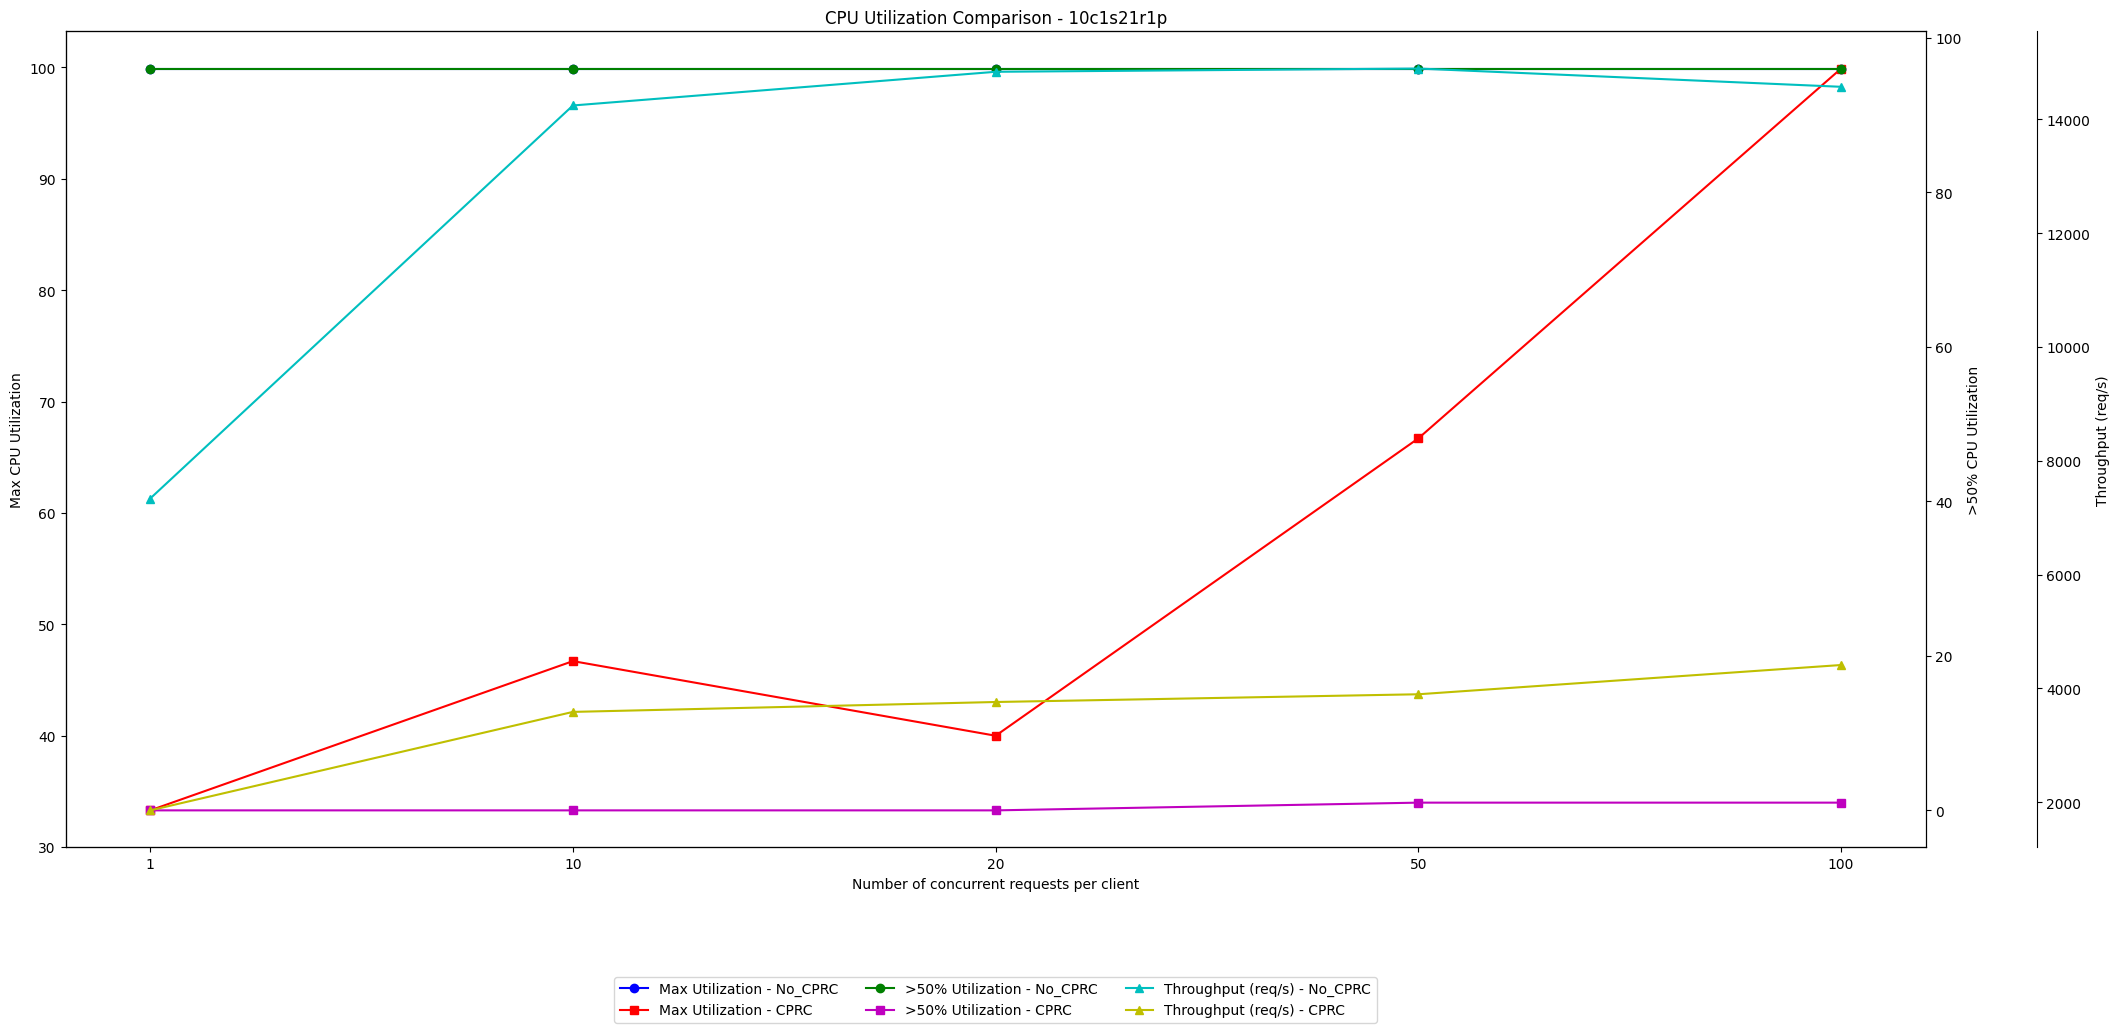 CPU Utilization Comparison - 10c1s21r1p
100
90
80
70
60
50
40
30
Max CPU Utilization
100
80
60
40
20
0
>50% CPU Utilization
14000
12000
10000
8000
6000
4000
2000
Throughput (req/s)
1 10 20 50 100
Number of concurrent requests per client
Max Utilization - No_CPRC
Max Utilization - CPRC
>50% Utilization - No_CPRC
>50% Utilization - CPRC
Throughput (req/s) - No_CPRC
Throughput (req/s) - CPRC